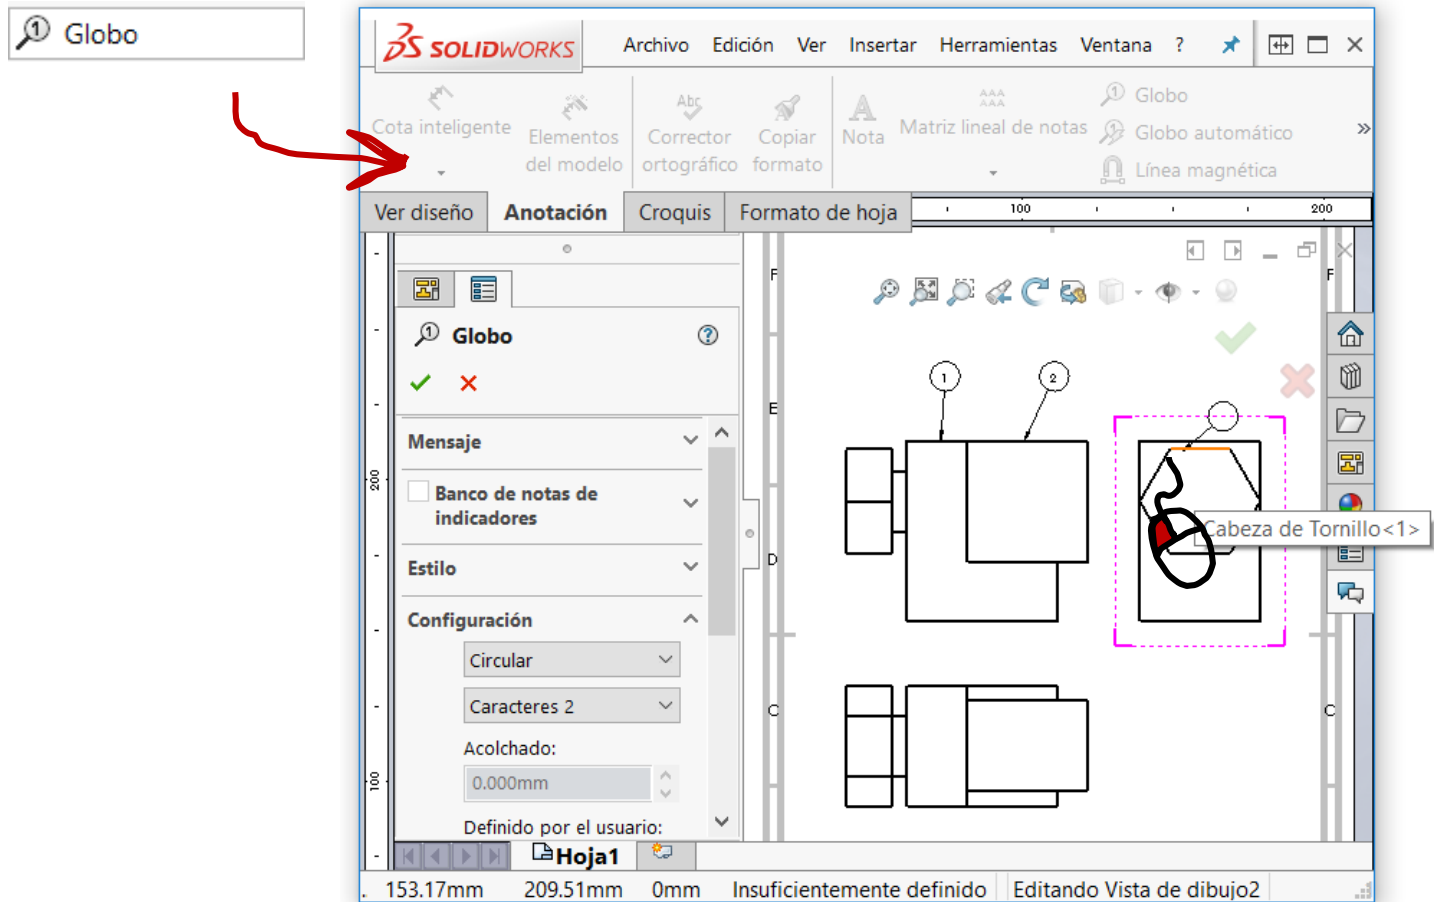 Globo
SOLIDWORKS
Archivo Edición Ver Insertar Herramientas Ventana ?
Cota inteligente
Elementos
del modelo
Abc
Corrector
ortográfico
Copiar
formato
A
Nota
AAA
AAA
Matriz lineal de notas
Globo
Globo automático
Línea magnética
»
Ver diseño Anotación Croquis Formato de hoja
100 200
Globo
Mensaje
Banco de notas de
indicadores
Estilo
Configuración
Circular
Caracteres 2
Acolchado:
0.000mm
Definido por el usuario:
200
100
F
E
D
C
F
C
1
2
Cabeza de Tornillo<1>
Hoja1
153.17mm 209.51mm 0mm Insuficientemente definido Editando Vista de dibujo2